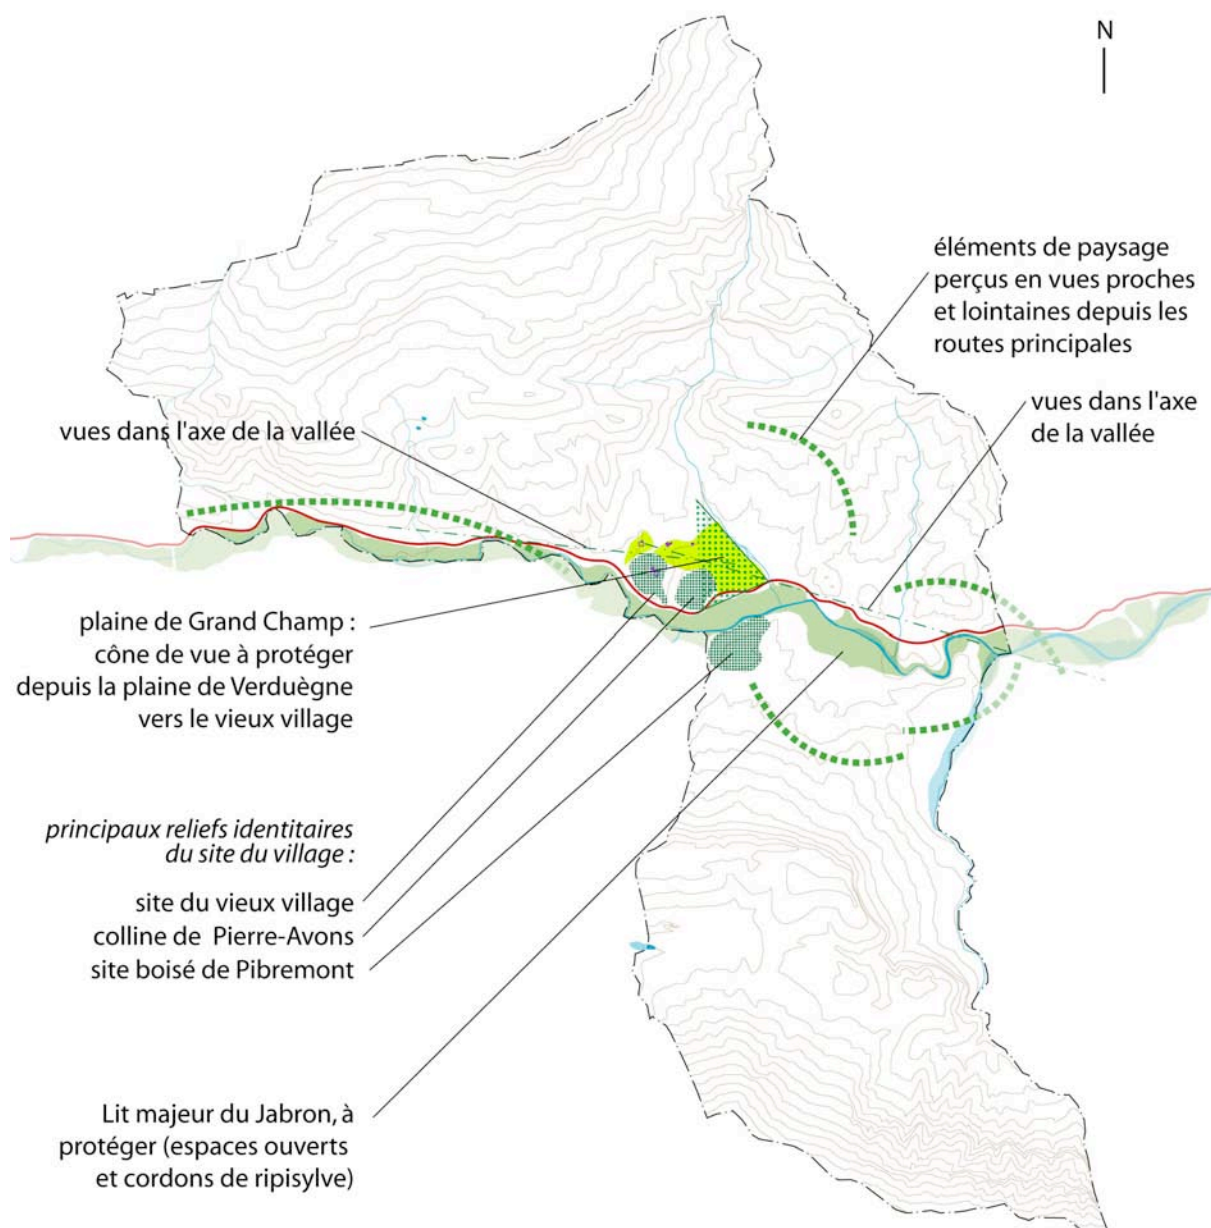 N
éléments de paysage
perçus en vues proches
et lointaines depuis les
routes principales
vues dans l'axe
de la vallée
vues dans l'axe de la vallée
plaine de Grand Champ :
cône de vue à protéger
depuis la plaine de Verduègne
vers le vieux village
principaux reliefs identitaires
du site du village :
site du vieux village
colline de Pierre-Avons
site boisé de Pibremont
Lit majeur du Jabron, à
protéger (espaces ouverts
et cordons de ripisylve)